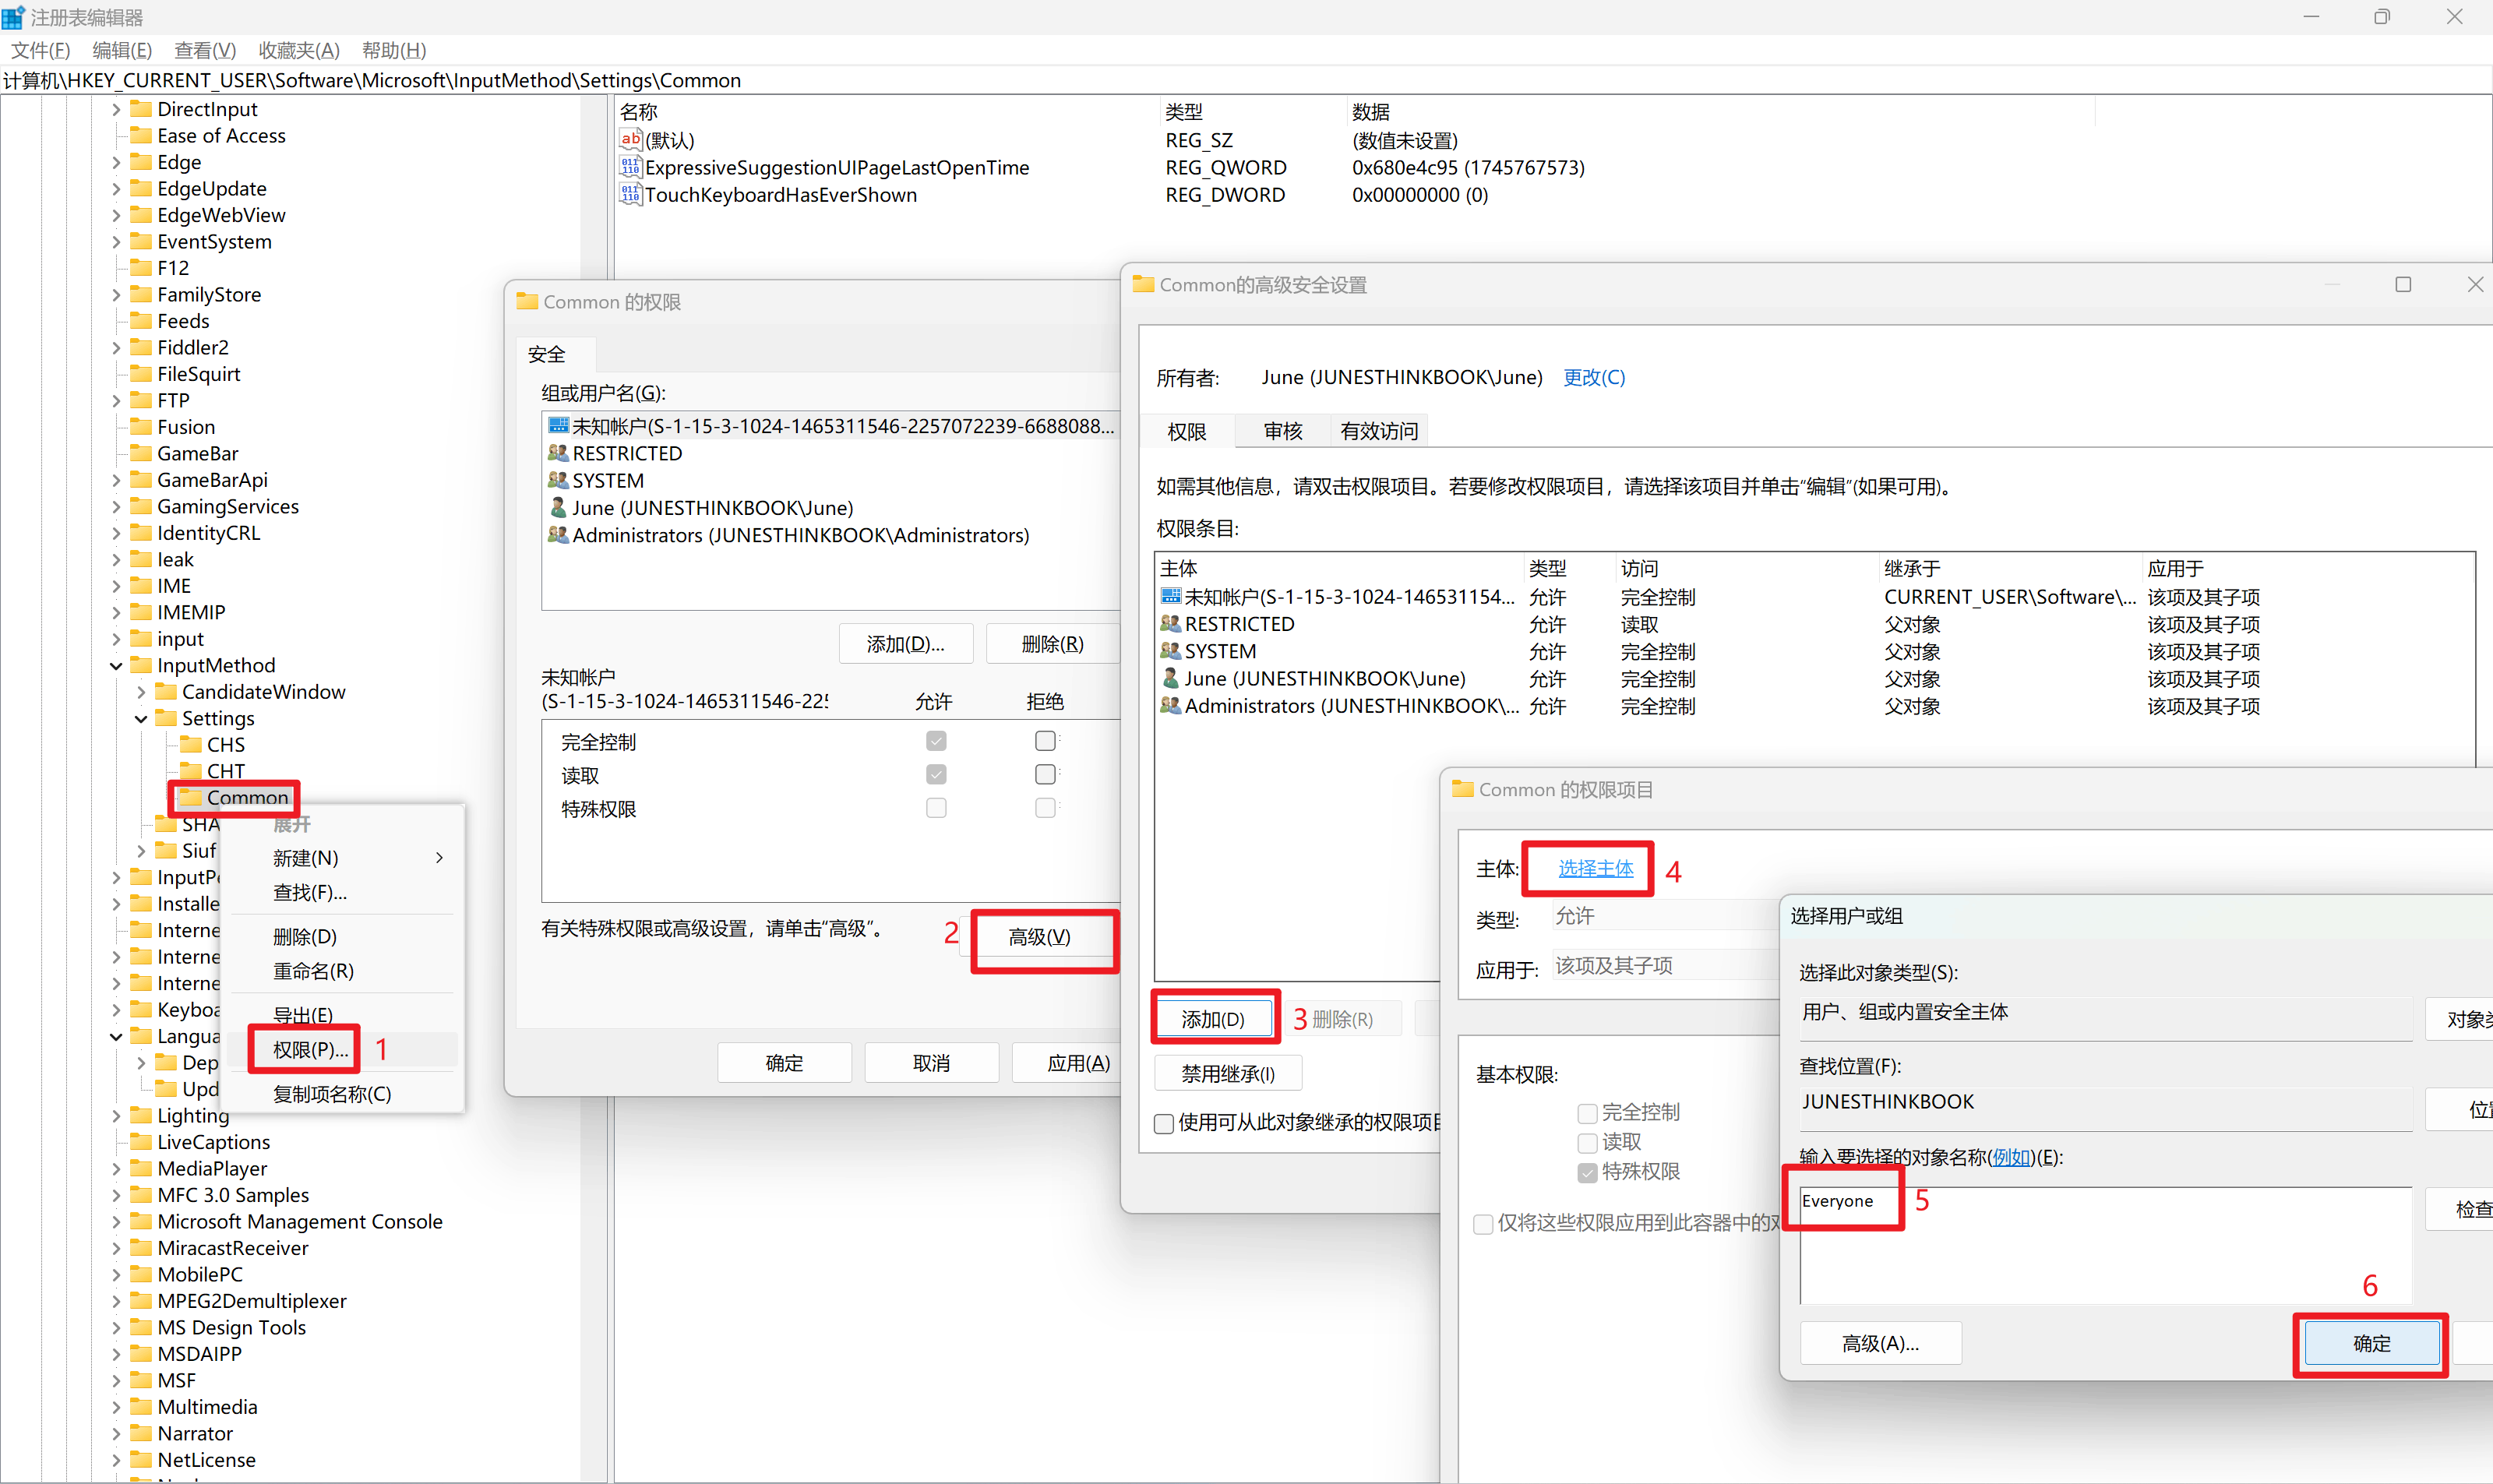 注册表编辑器
文件(F) 编辑(E) 查看(V) 收藏夹(A) 帮助(H)
计算机\HKEY_CURRENT_USER\Software\Microsoft\InputMethod\Settings\Common
DirectInput
Ease of Access
Edge
EdgeUpdate
EdgeWebView
EventSystem
F12
FamilyStore
Feeds
Fiddler2
FileSquirt
FTP
Fusion
GameBar
GameBarApi
GamingServices
IdentityCRL
Ieak
IME
IMEMIP
input
InputMethod
CandidateWindow
Settings
CHS
CHT
Common
SHA
Siuf
InputPe
Installe
Interne
Interne
Interne
Keyboa
Langua
Dep
Upd
Lighting
LiveCaptions
MediaPlayer
MFC 3.0 Samples
Microsoft Management Console
MiracastReceiver
MobilePC
MPEG2Demultiplexer
MS Design Tools
MSDAIPP
MSF
Multimedia
Narrator
NetLicense
展开
新建(N)
查找(F)...
删除(D)
重命名(R)
导出(E)
权限(P)... 1
复制项名称(C)
名称 类型 数据
(默认) REG_SZ (数值未设置)
ExpressiveSuggestionUIPageLastOpenTime REG_QWORD 0x680e4c95 (1745767573)
TouchKeyboardHasEverShown REG_DWORD 0x00000000 (0)
Common 的权限
安全
组或用户名(G):
未知帐户(S-1-15-3-1024-1465311546-2257072239-6688088...
RESTRICTED
SYSTEM
June (JUNESTHINKBOOK\June)
Administrators (JUNESTHINKBOOK\Administrators)
添加(D)... 删除(R)
未知帐户
(S-1-15-3-1024-1465311546-225 允许 拒绝
完全控制
读取
特殊权限
有关特殊权限或高级设置，请单击“高级”。 2 高级(V)
确定 取消 应用(A)
Common的高级安全设置
所有者: June (JUNESTHINKBOOK\June) 更改(C)
权限 审核 有效访问
如需其他信息，请双击权限项目。若要修改权限项目，请选择该项目并单击“编辑”(如果可用)。
权限条目:
主体 类型 访问 继承于 应用于
未知帐户(S-1-15-3-1024-146531154... 允许 完全控制 CURRENT_USER\Software\... 该项及其子项
RESTRICTED 允许 读取 父对象 该项及其子项
SYSTEM 允许 完全控制 父对象 该项及其子项
June (JUNESTHINKBOOK\June) 允许 完全控制 父对象 该项及其子项
Administrators (JUNESTHINKBOOK\... 允许 完全控制 父对象 该项及其子项
添加(D) 3 删除(R)
禁用继承(I)
使用可从此对象继承的权限项目
Common 的权限项目
主体: 选择主体 4
类型: 允许
应用于: 该项及其子项
基本权限:
完全控制
读取
特殊权限
仅将这些权限应用到此容器中的对
选择用户或组
选择此对象类型(S):
用户、组或内置安全主体 对象类
查找位置(F):
JUNESTHINKBOOK 位置
输入要选择的对象名称(例如)(E):
Everyone 5 检查
6
高级(A)... 确定